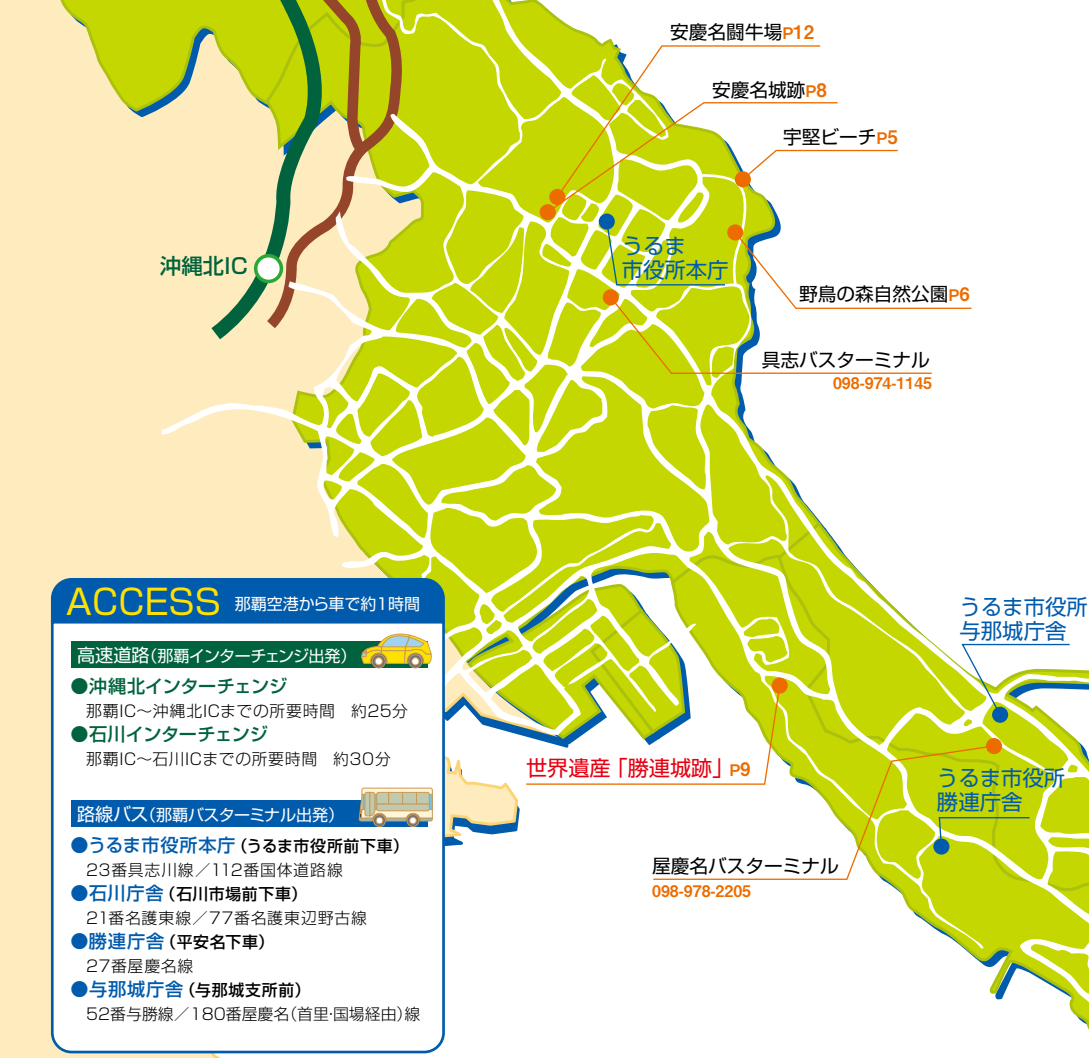 安慶名闘牛場P12
安慶名城跡P8
宇堅ビーチP5
沖縄北IC
うるま
市役所本庁
野鳥の森自然公園P6
具志バスターミナル
098-974-1145
ACCESS 那覇空港から車で約1時間
高速道路(那覇インターチェンジ出発)
●沖縄北インターチェンジ
那覇IC〜沖縄北ICまでの所要時間 約25分
●石川インターチェンジ
那覇IC〜石川ICまでの所要時間 約30分
路線バス(那覇バスターミナル出発)
●うるま市役所本庁(うるま市役所前下車)
23番具志川線/112番国体道路線
●石川庁舎(石川市場前下車)
21番名護東線/77番名護東辺野古線
●勝連庁舎(平安名下車)
27番屋慶名線
●与那城庁舎(与那城支所前)
52番与勝線/180番屋慶名(首里・国場経由)線
うるま市役所
与那城庁舎
世界遺産「勝連城跡」P9
うるま市役所
勝連庁舎
屋慶名バスターミナル
098-978-2205